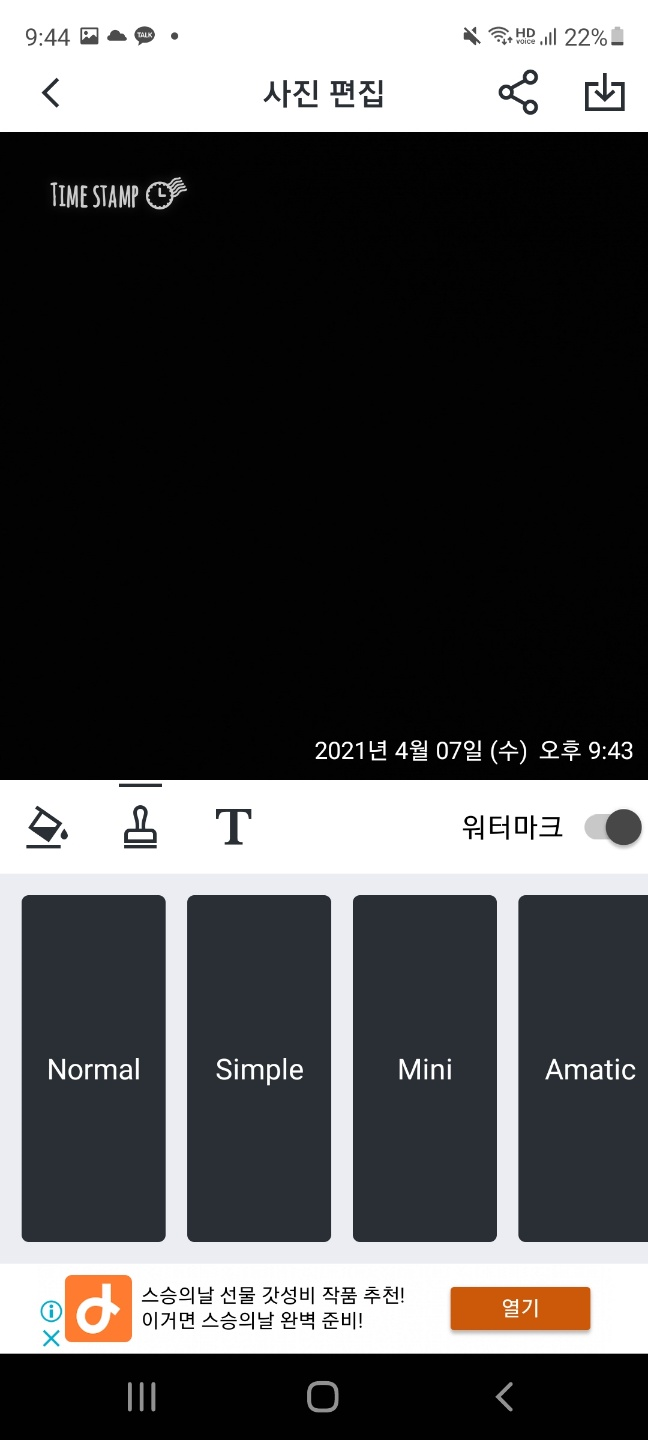 9:44 TALK HD voice 22%
사진 편집
TIME STAMP
2021년 4월 07일 (수) 오후 9:43
T 워터마크
Normal Simple Mini Amatic
스승의날 선물 갓성비 작품 추천!
이거면 스승의날 완벽 준비!
열기